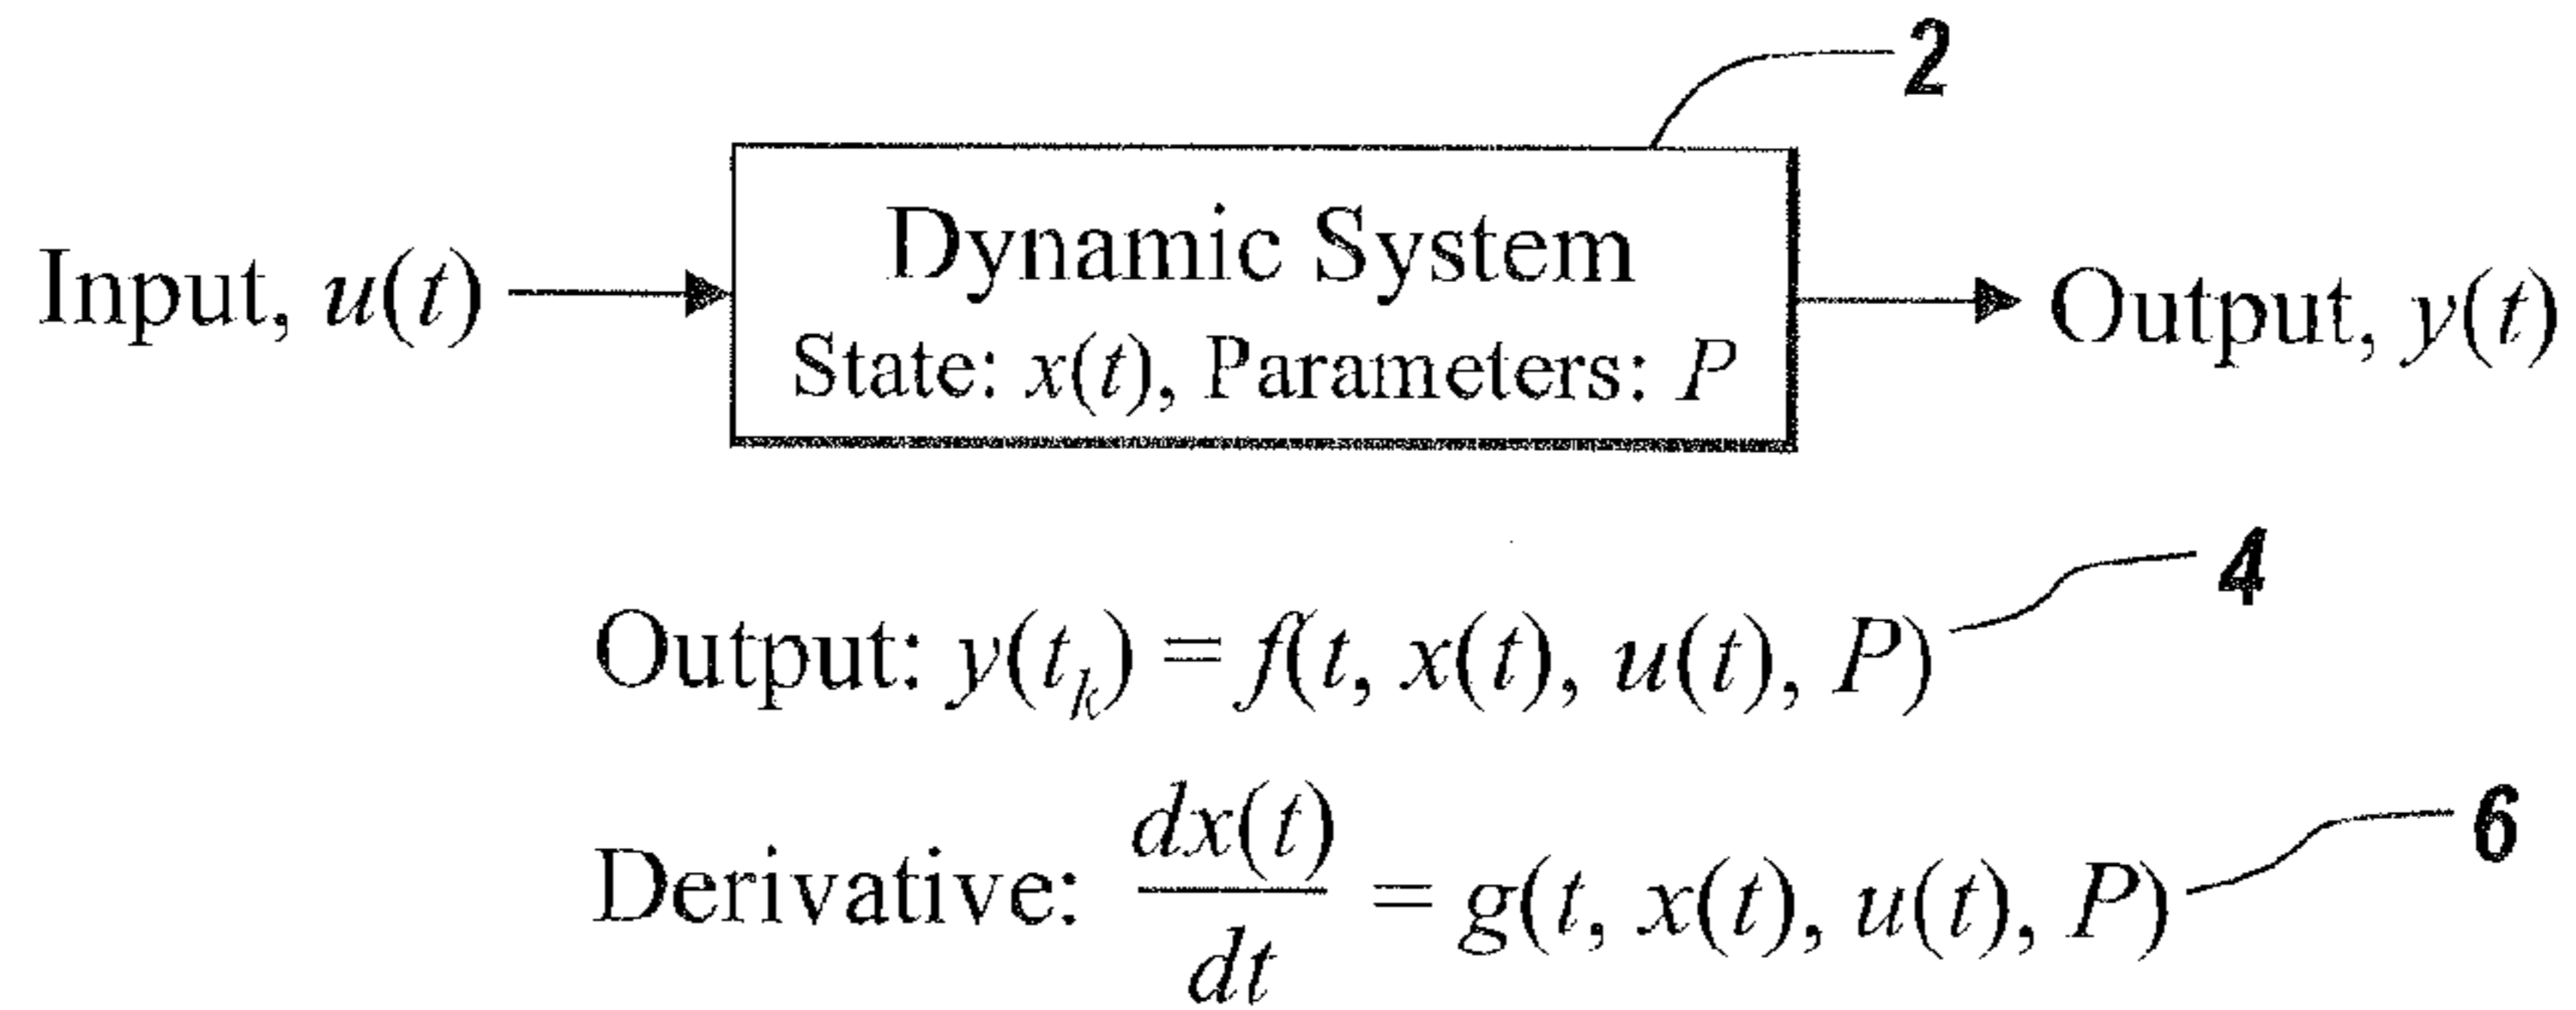 2
Dynamic System
Input, u(t)
State: x(t), Parameters: P
Output, y(t)
4
Output: y(t_k) = f(t, x(t), u(t), P)
6
Derivative: dx(t)/dt = g(t, x(t), u(t), P)